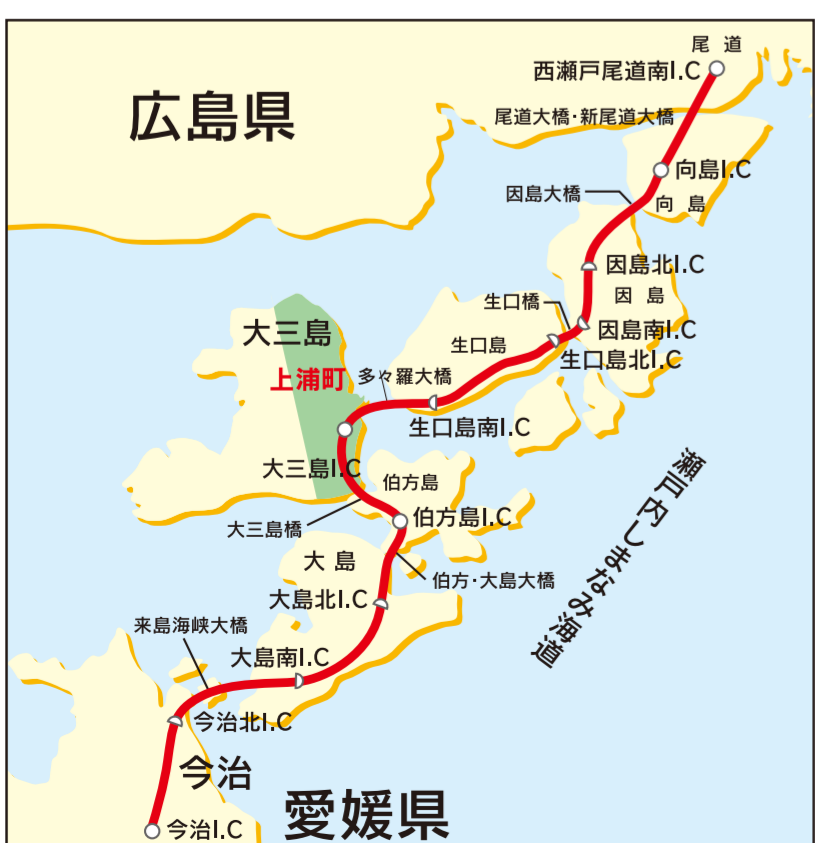 尾 道
西瀬戸尾道南I.C
広島県
尾道大橋・新尾道大橋
向島I.C
因島大橋
向 島
因島北I.C
因 島
生口橋
因島南I.C
大三島
生口島
生口島北I.C
上浦町
多々羅大橋
生口島南I.C
大三島I.C
伯方島
瀬戸内しまなみ海道
伯方島I.C
大三島橋
大 島
伯方・大島大橋
大島北I.C
来島海峡大橋
大島南I.C
今治北I.C
今治
愛媛県
今治I.C